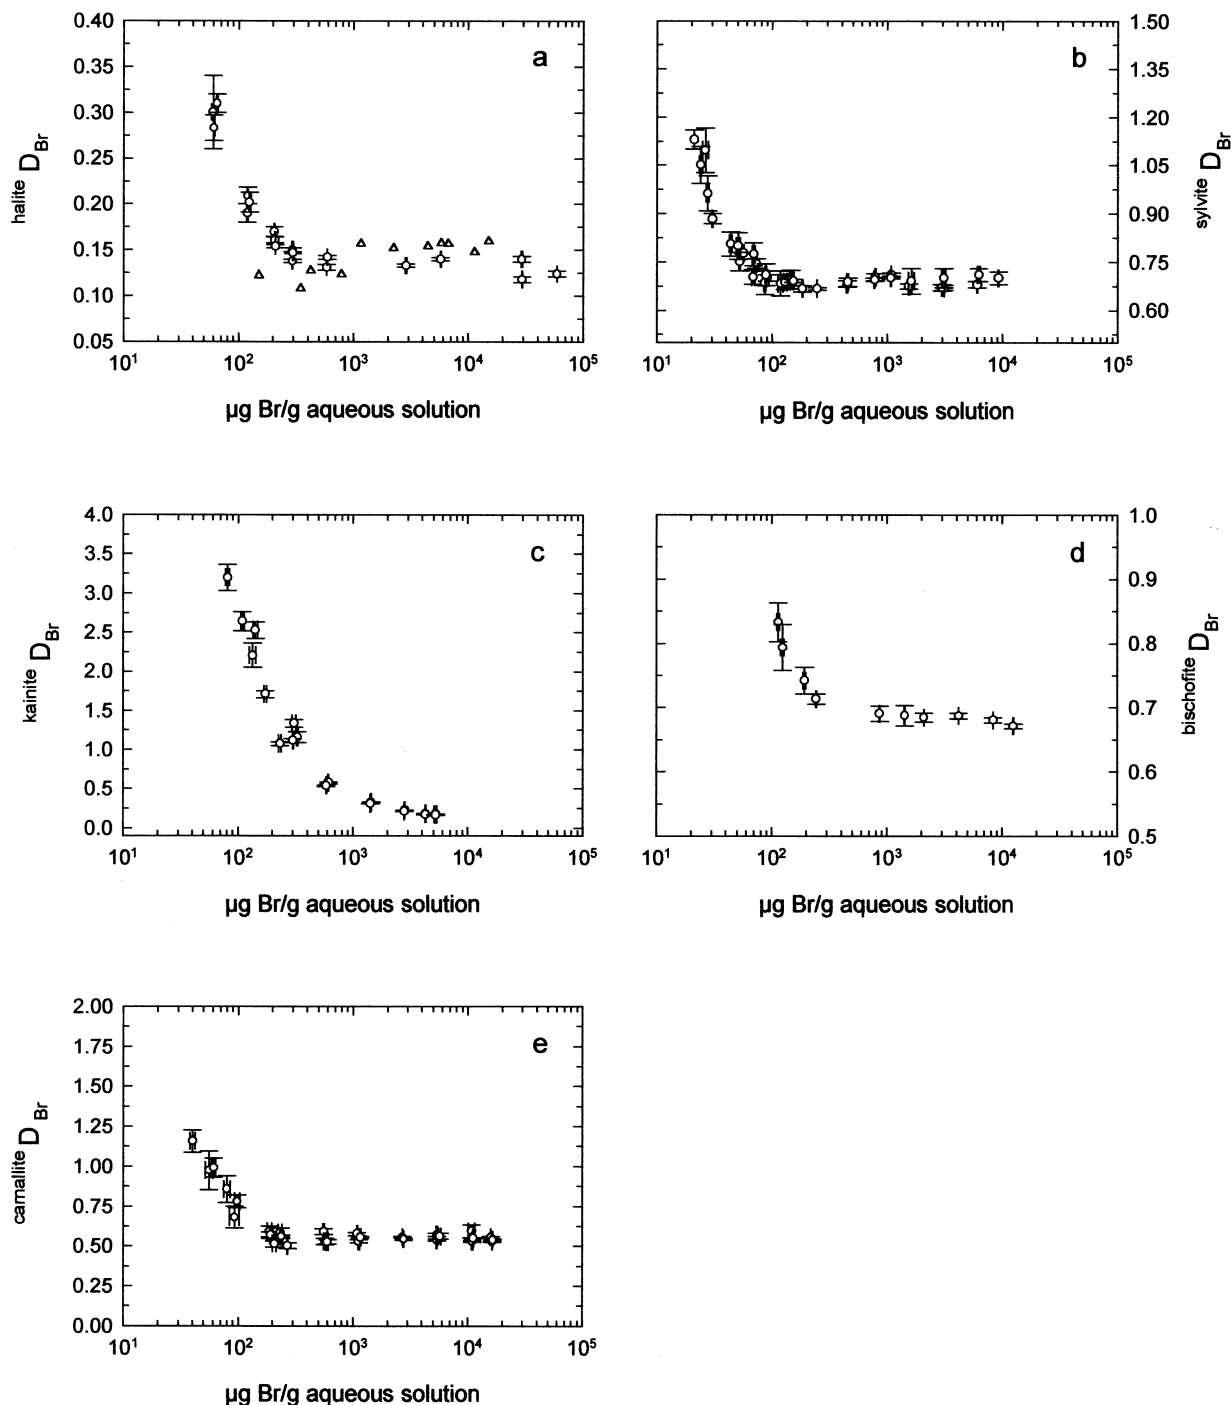 a
0.40
0.35
0.30
0.25
0.20
0.15
0.10
0.05
halite D_Br
10¹ 10² 10³ 10⁴ 10⁵
µg Br/g aqueous solution
b
1.50
1.35
1.20
1.05
0.90
0.75
0.60
sylvite D_Br
10¹ 10² 10³ 10⁴ 10⁵
µg Br/g aqueous solution
c
4.0
3.5
3.0
2.5
2.0
1.5
1.0
0.5
0.0
kainite D_Br
10¹ 10² 10³ 10⁴ 10⁵
µg Br/g aqueous solution
d
1.0
0.9
0.8
0.7
0.6
0.5
bischofite D_Br
10¹ 10² 10³ 10⁴ 10⁵
µg Br/g aqueous solution
e
2.00
1.75
1.50
1.25
1.00
0.75
0.50
0.25
0.00
carnallite D_Br
10¹ 10² 10³ 10⁴ 10⁵
µg Br/g aqueous solution